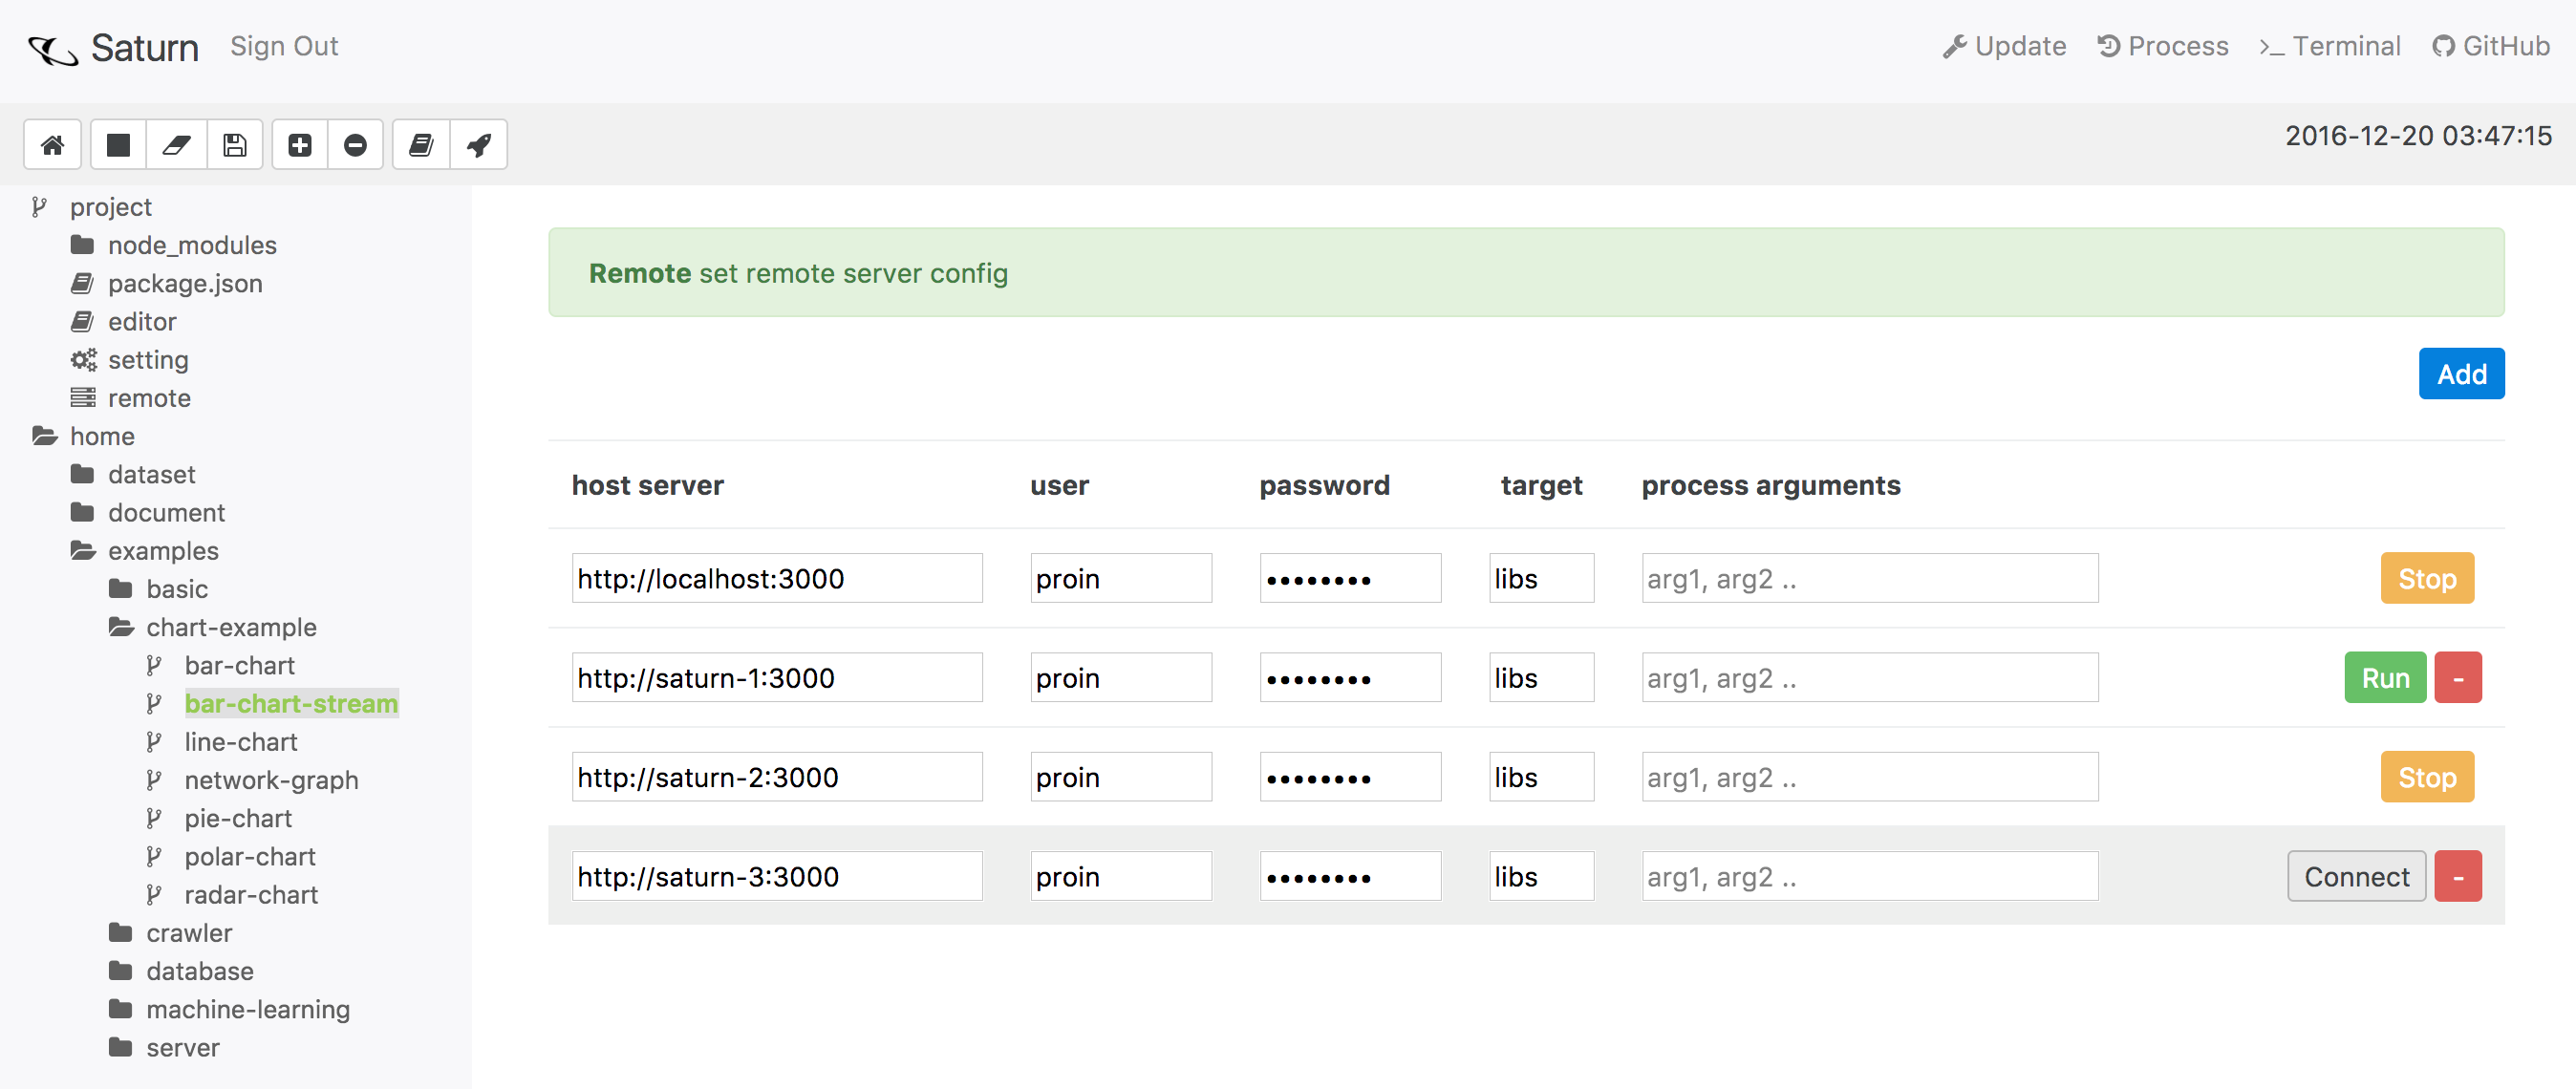 Saturn Sign Out Update Process Terminal GitHub
2016-12-20 03:47:15
project
node_modules
package.json
editor
setting
remote
home
dataset
document
examples
basic
chart-example
bar-chart
bar-chart-stream
line-chart
network-graph
pie-chart
polar-chart
radar-chart
crawler
database
machine-learning
server
Remote set remote server config
Add
host server user password target process arguments
http://localhost:3000 proin •••••••• libs arg1, arg2 .. Stop
http://saturn-1:3000 proin •••••••• libs arg1, arg2 .. Run -
http://saturn-2:3000 proin •••••••• libs arg1, arg2 .. Stop
http://saturn-3:3000 proin •••••••• libs arg1, arg2 .. Connect -